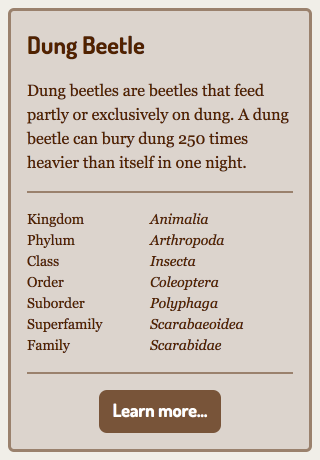 Dung Beetle
Dung beetles are beetles that feed
partly or exclusively on dung. A dung
beetle can bury dung 250 times
heavier than itself in one night.
Kingdom Animalia
Phylum Arthropoda
Class Insecta
Order Coleoptera
Suborder Polyphaga
Superfamily Scarabaeoidea
Family Scarabidae
Learn more...